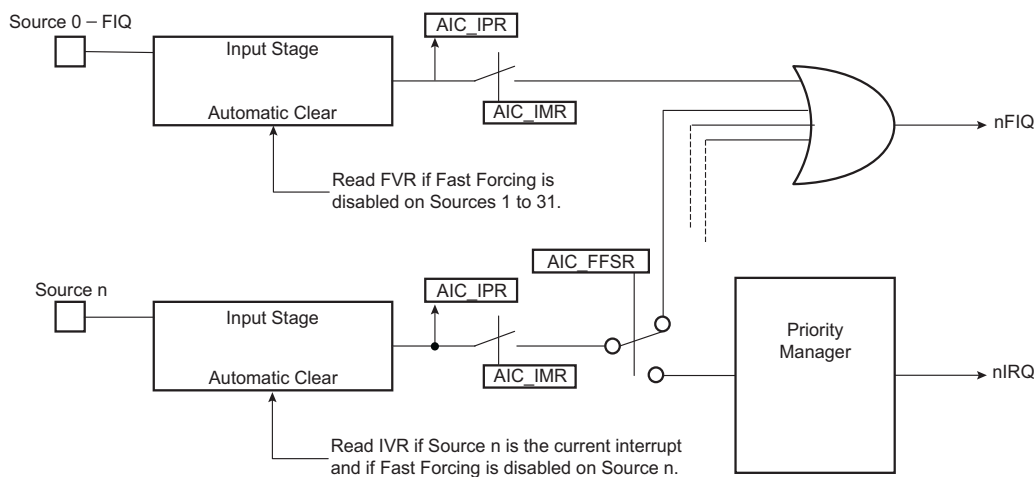 Source 0 – FIQ
AIC_IPR
Input Stage
Automatic Clear
AIC_IMR
nFIQ
Read FVR if Fast Forcing is
disabled on Sources 1 to 31.
AIC_FFSR
Source n
AIC_IPR
Input Stage
Priority
Manager
Automatic Clear
AIC_IMR
nIRQ
Read IVR if Source n is the current interrupt
and if Fast Forcing is disabled on Source n.